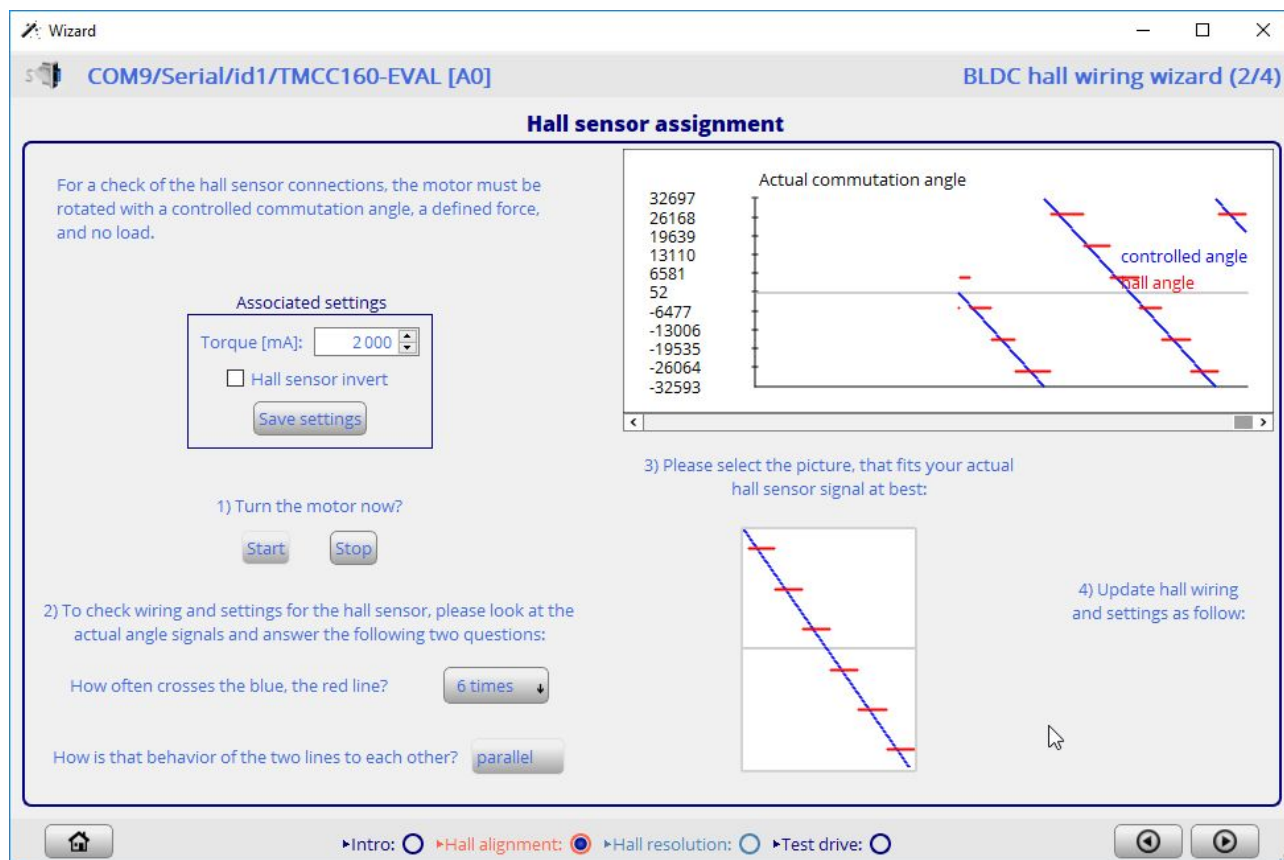 Wizard
COM9/Serial/id1/TMCC160-EVAL [A0]
BLDC hall wiring wizard (2/4)
Hall sensor assignment
For a check of the hall sensor connections, the motor must be
rotated with a controlled commutation angle, a defined force,
and no load.
Associated settings
Torque [mA]: 2 000
Hall sensor invert
Save settings
1) Turn the motor now?
Start Stop
2) To check wiring and settings for the hall sensor, please look at the
actual angle signals and answer the following two questions:
How often crosses the blue, the red line? 6 times
How is that behavior of the two lines to each other? parallel
Actual commutation angle
32697
26168
19639
13110
6581
52
-6477
-13006
-19535
-26064
-32593
controlled angle
hall angle
3) Please select the picture, that fits your actual
hall sensor signal at best:
4) Update hall wiring
and settings as follow:
Intro: Hall alignment: Hall resolution: Test drive: